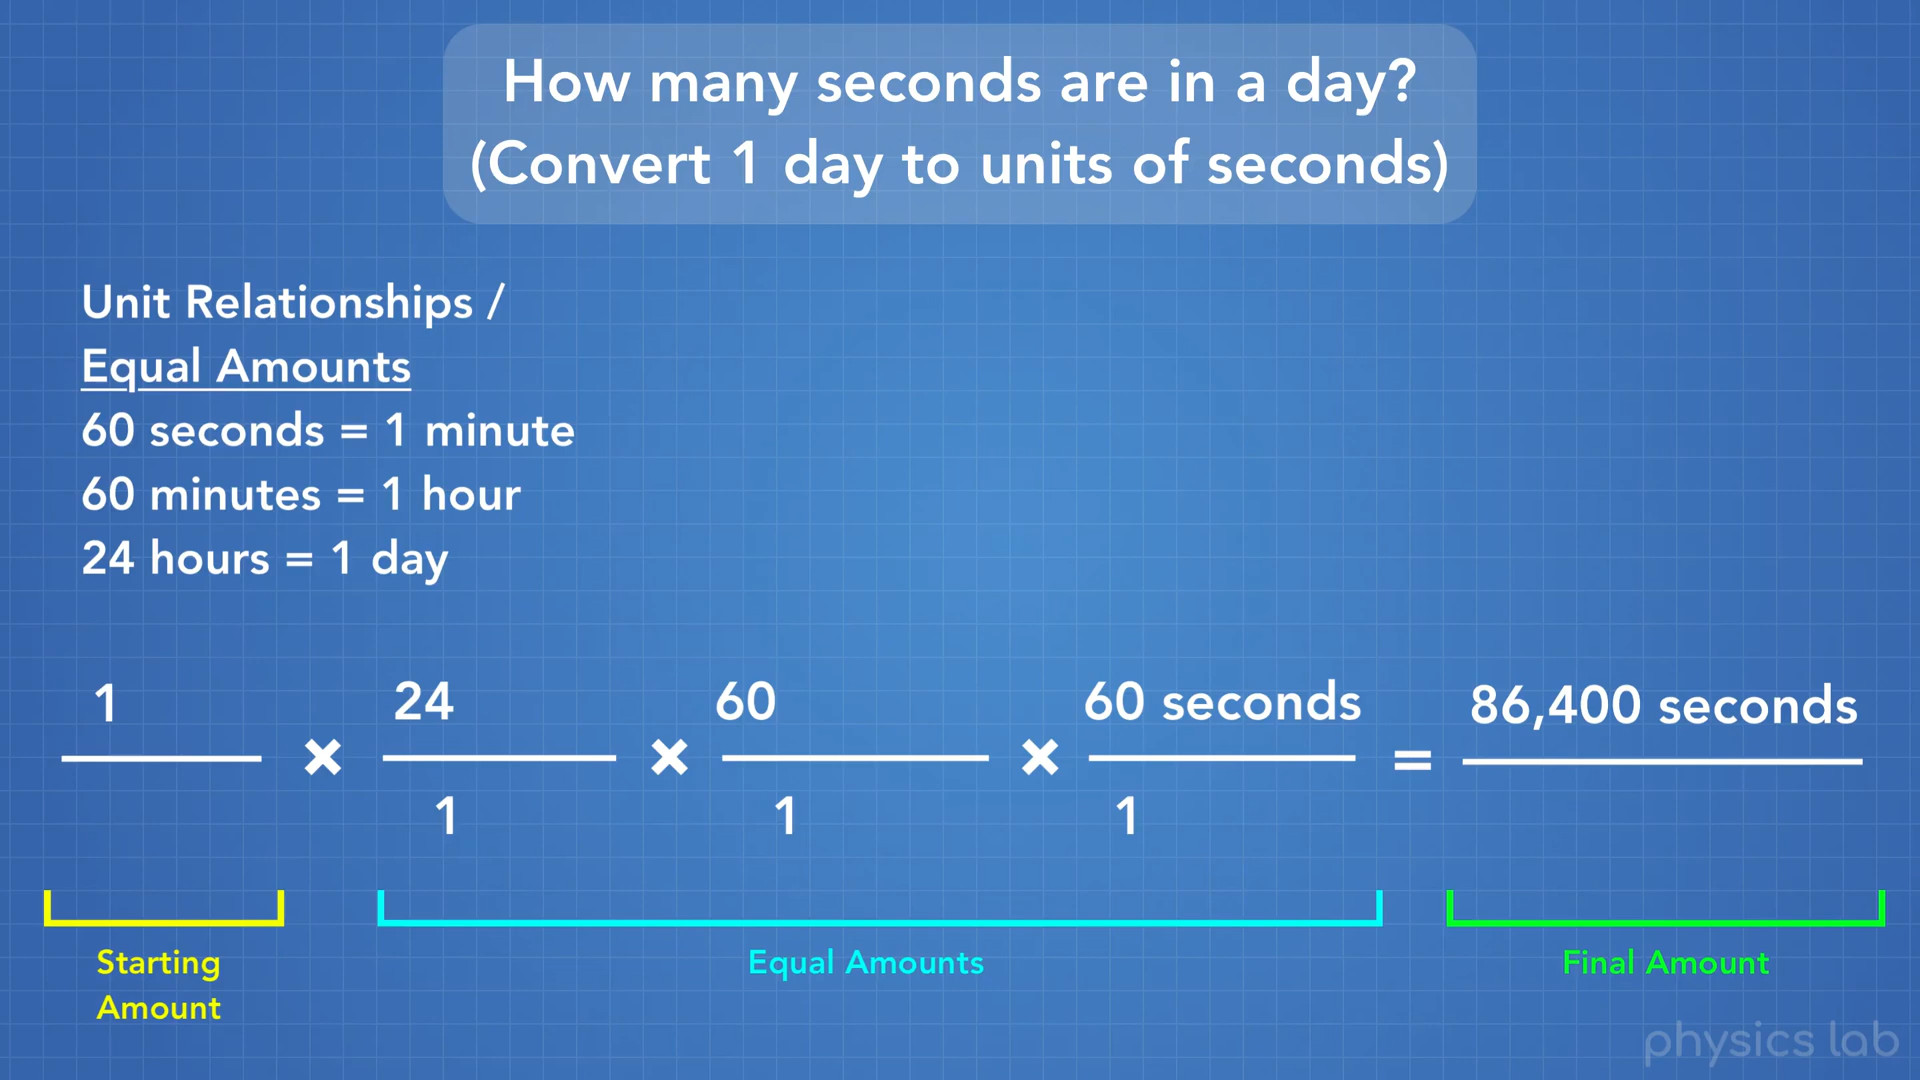 How many seconds are in a day?
(Convert 1 day to units of seconds)
Unit Relationships /
Equal Amounts
60 seconds = 1 minute
60 minutes = 1 hour
24 hours = 1 day
1 × 24 × 60 × 60 seconds = 86,400 seconds
1 1 1
Starting
Amount
Equal Amounts
Final Amount
physics lab